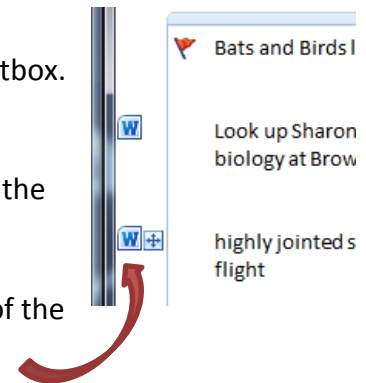 tbox.
the
of the
Bats and Birds l
Look up Sharon
biology at Brow
W
W
highly jointed s
flight